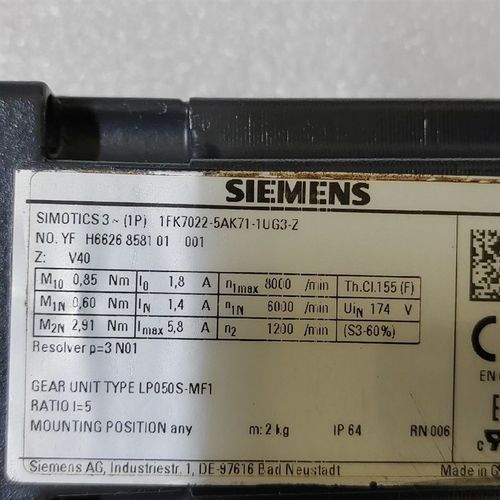 SIEMENS
SIMOTICS 3 ~ (1P) 1FK7022-5AK71-1UG3-Z
NO. YF H6626 8581 01 001
Z: V40
M10 0,85 Nm I0 1,8 A n1max 8000 /min Th.Cl.155 (F)
M1N 0,60 Nm I1N 1,4 A n1N 6000 /min UiN 174 V
M2N 2,91 Nm Imax 5,8 A n2 1200 /min (S3-60%)
Resolver p=3 N01
GEAR UNIT TYPE LP050S-MF1
RATIO I=5
MOUNTING POSITION any m: 2 kg IP 64 RN 006
Siemens AG, Industriestr. 1, DE-97616 Bad Neustadt Made in